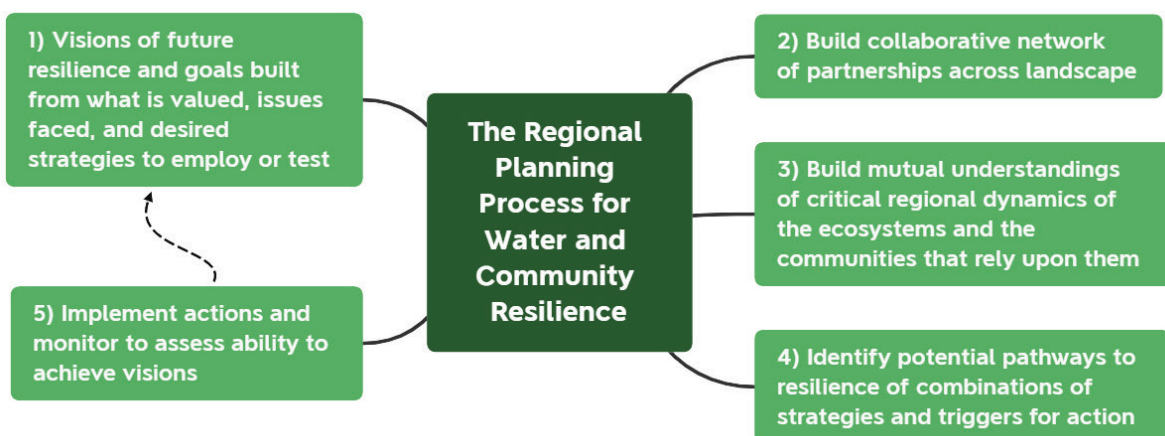 1) Visions of future
resilience and goals built
from what is valued, issues
faced, and desired
strategies to employ or test
2) Build collaborative network
of partnerships across landscape
The Regional
Planning
Process for
Water and
Community
Resilience
3) Build mutual understandings
of critical regional dynamics of
the ecosystems and the
communities that rely upon them
4) Identify potential pathways to
resilience of combinations of
strategies and triggers for action
5) Implement actions and
monitor to assess ability to
achieve visions